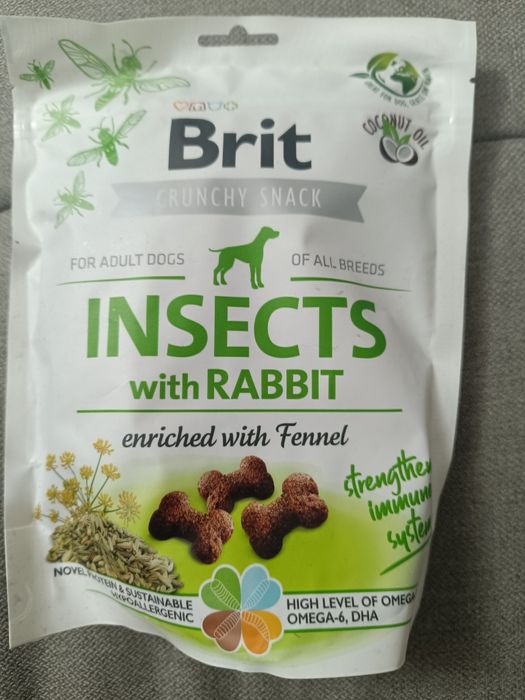 COCONUT OIL
Brit
CRUNCHY SNACK
FOR ADULT DOGS
OF ALL BREEDS
INSECTS
with RABBIT
enriched with Fennel
strengthen
immune
system
NOVEL PROTEIN & SUSTAINABLE
HYPOALLERGENIC
HIGH LEVEL OF OMEGA
OMEGA-6, DHA